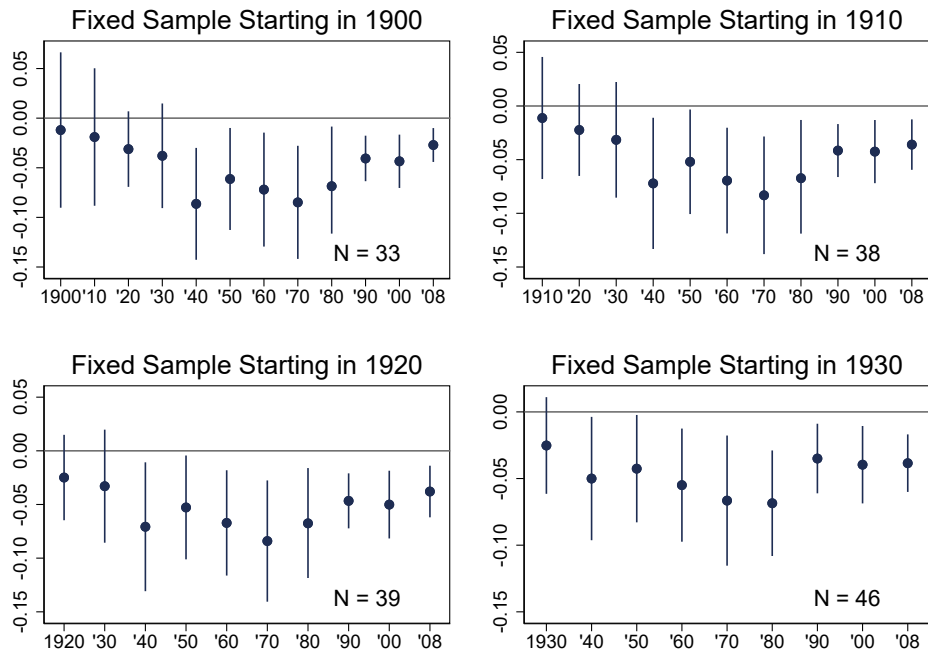 Fixed Sample Starting in 1900
0.05
0.00
-0.05
-0.10
-0.15
N = 33
1900 '10 '20 '30 '40 '50 '60 '70 '80 '90 '00 '08
Fixed Sample Starting in 1910
0.05
0.00
-0.05
-0.10
-0.15
N = 38
1910 '20 '30 '40 '50 '60 '70 '80 '90 '00 '08
Fixed Sample Starting in 1920
0.05
0.00
-0.05
-0.10
-0.15
N = 39
1920 '30 '40 '50 '60 '70 '80 '90 '00 '08
Fixed Sample Starting in 1930
0.00
-0.05
-0.10
-0.15
N = 46
1930 '40 '50 '60 '70 '80 '90 '00 '08